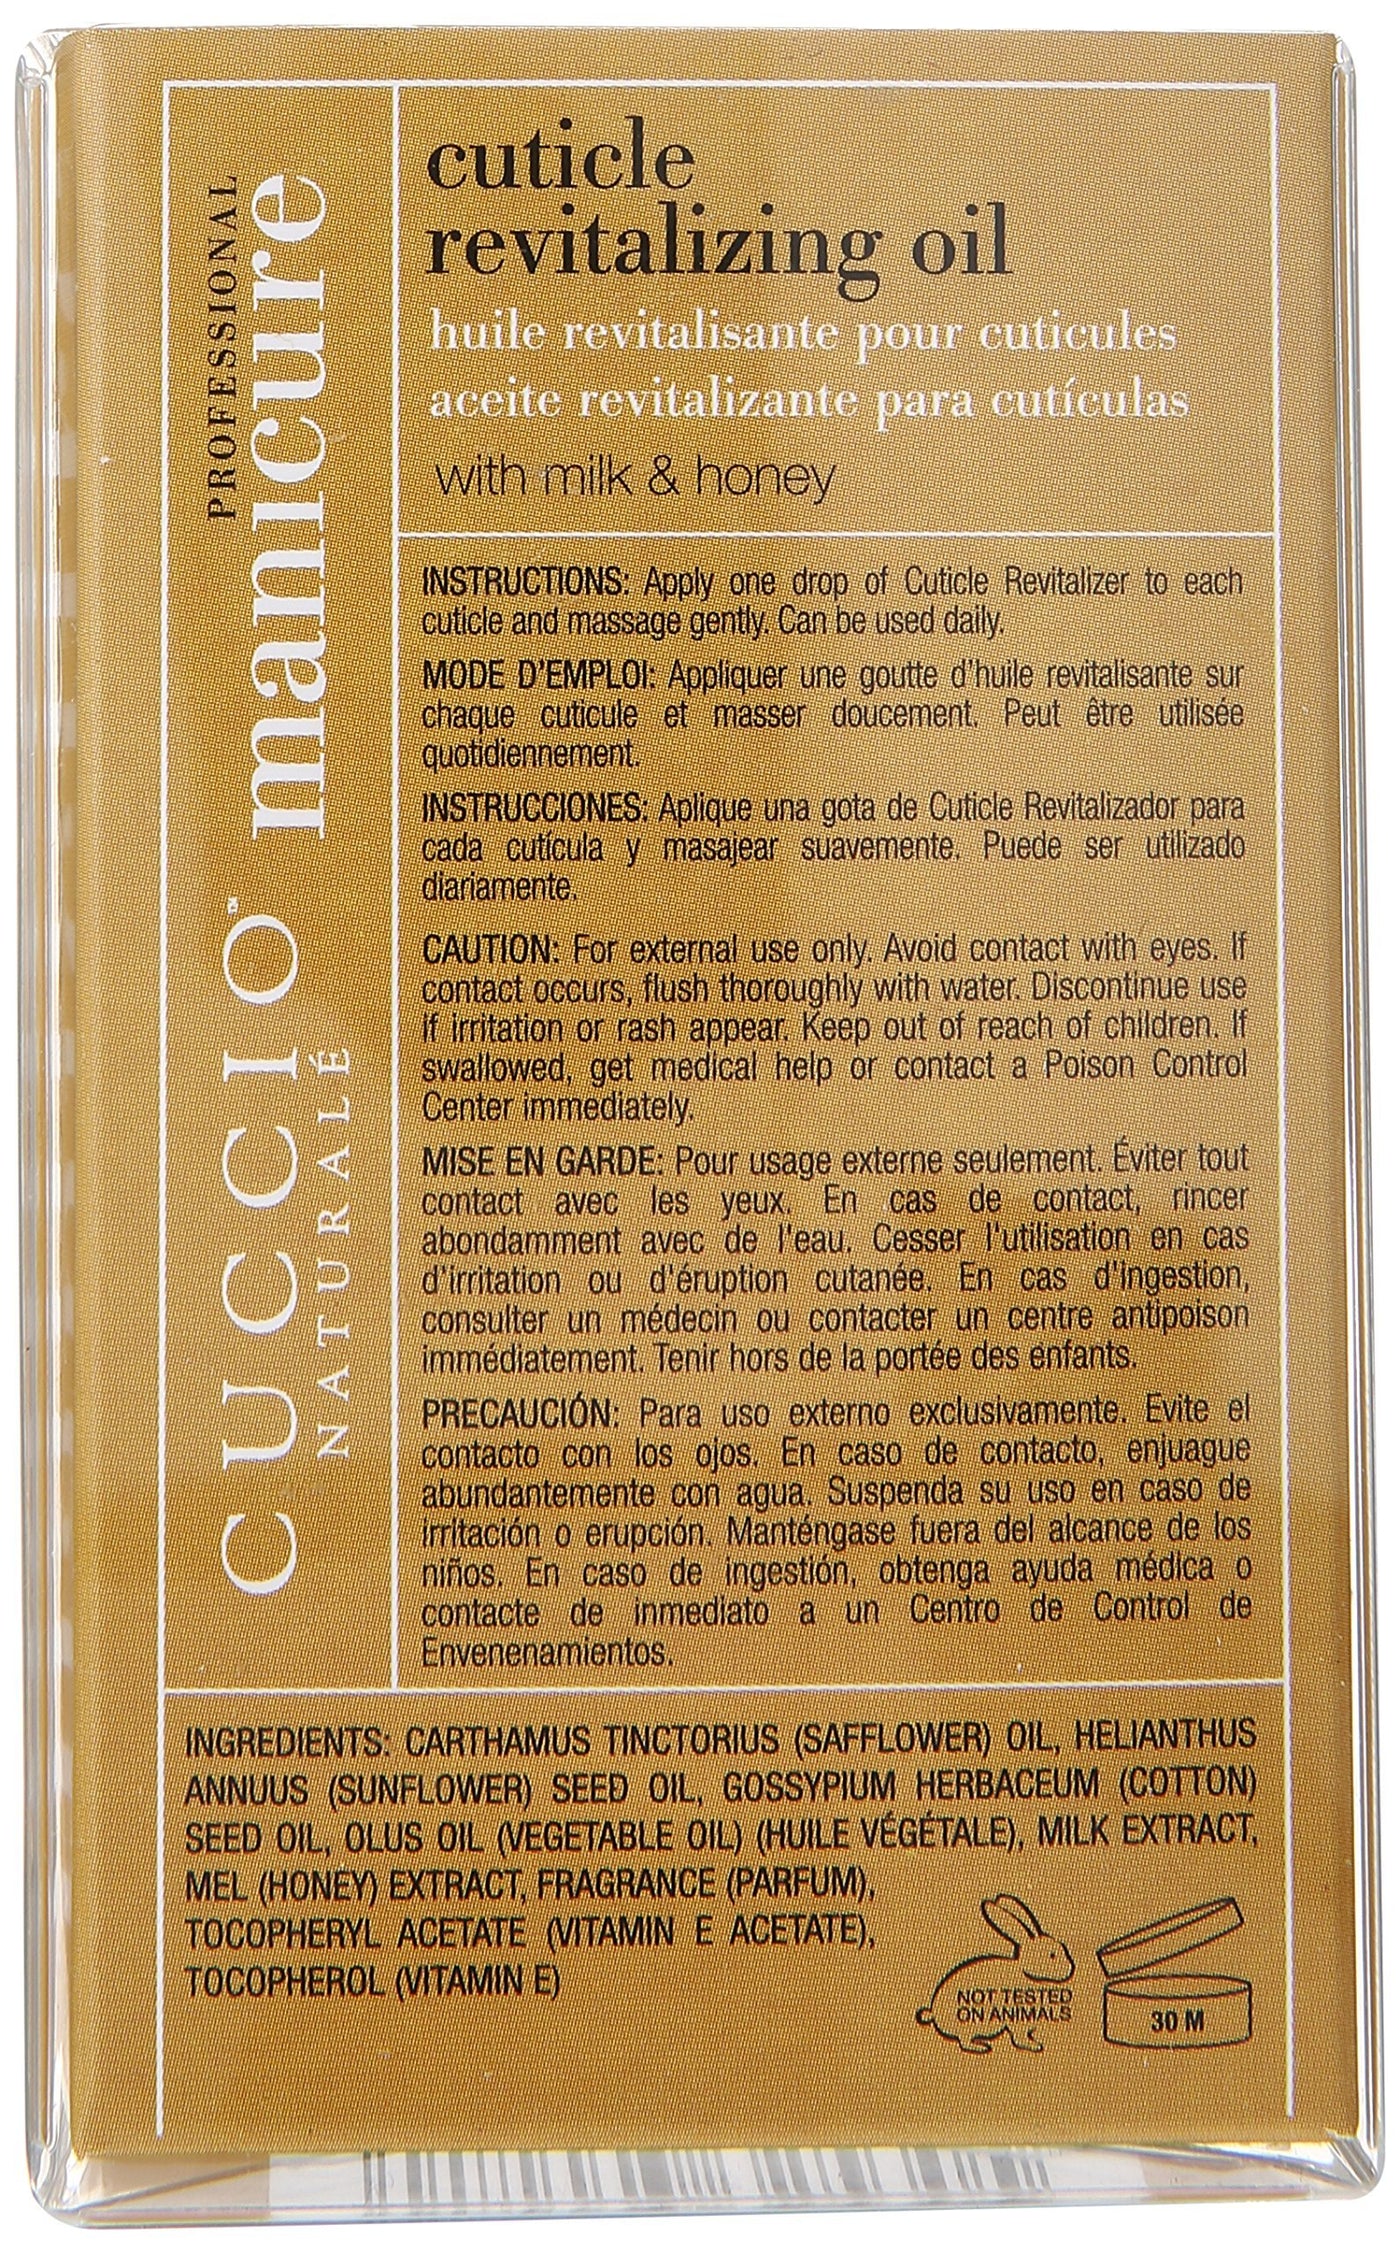 PROFESSIONAL
manicure
CUCCIO™
NATURALÉ
cuticle
revitalizing oil
huile revitalisante pour cuticules
aceite revitalizante para cutículas
with milk & honey
INSTRUCTIONS: Apply one drop of Cuticle Revitalizer to each
cuticle and massage gently. Can be used daily.
MODE D'EMPLOI: Appliquer une goutte d'huile revitalisante sur
chaque cuticule et masser doucement. Peut être utilisée
quotidiennement.
INSTRUCCIONES: Aplique una gota de Cuticle Revitalizador para
cada cutícula y masajear suavemente. Puede ser utilizado
diariamente.
CAUTION: For external use only. Avoid contact with eyes. If
contact occurs, flush thoroughly with water. Discontinue use
if irritation or rash appear. Keep out of reach of children. If
swallowed, get medical help or contact a Poison Control
Center immediately.
MISE EN GARDE: Pour usage externe seulement. Éviter tout
contact avec les yeux. En cas de contact, rincer
abondamment avec de l'eau. Cesser l'utilisation en cas
d'irritation ou d'éruption cutanée. En cas d'ingestion,
consulter un médecin ou contacter un centre antipoison
immédiatement. Tenir hors de la portée des enfants.
PRECAUCIÓN: Para uso externo exclusivamente. Evite el
contacto con los ojos. En caso de contacto, enjuague
abundantemente con agua. Suspenda su uso en caso de
irritación o erupción. Manténgase fuera del alcance de los
niños. En caso de ingestión, obtenga ayuda médica o
contacte de inmediato a un Centro de Control de
Envenenamientos.
INGREDIENTS: CARTHAMUS TINCTORIUS (SAFFLOWER) OIL, HELIANTHUS
ANNUUS (SUNFLOWER) SEED OIL, GOSSYPIUM HERBACEUM (COTTON)
SEED OIL, OLUS OIL (VEGETABLE OIL) (HUILE VÉGÉTALE), MILK EXTRACT,
MEL (HONEY) EXTRACT, FRAGRANCE (PARFUM),
TOCOPHERYL ACETATE (VITAMIN E ACETATE),
TOCOPHEROL (VITAMIN E)
NOT TESTED
ON ANIMALS
30 M